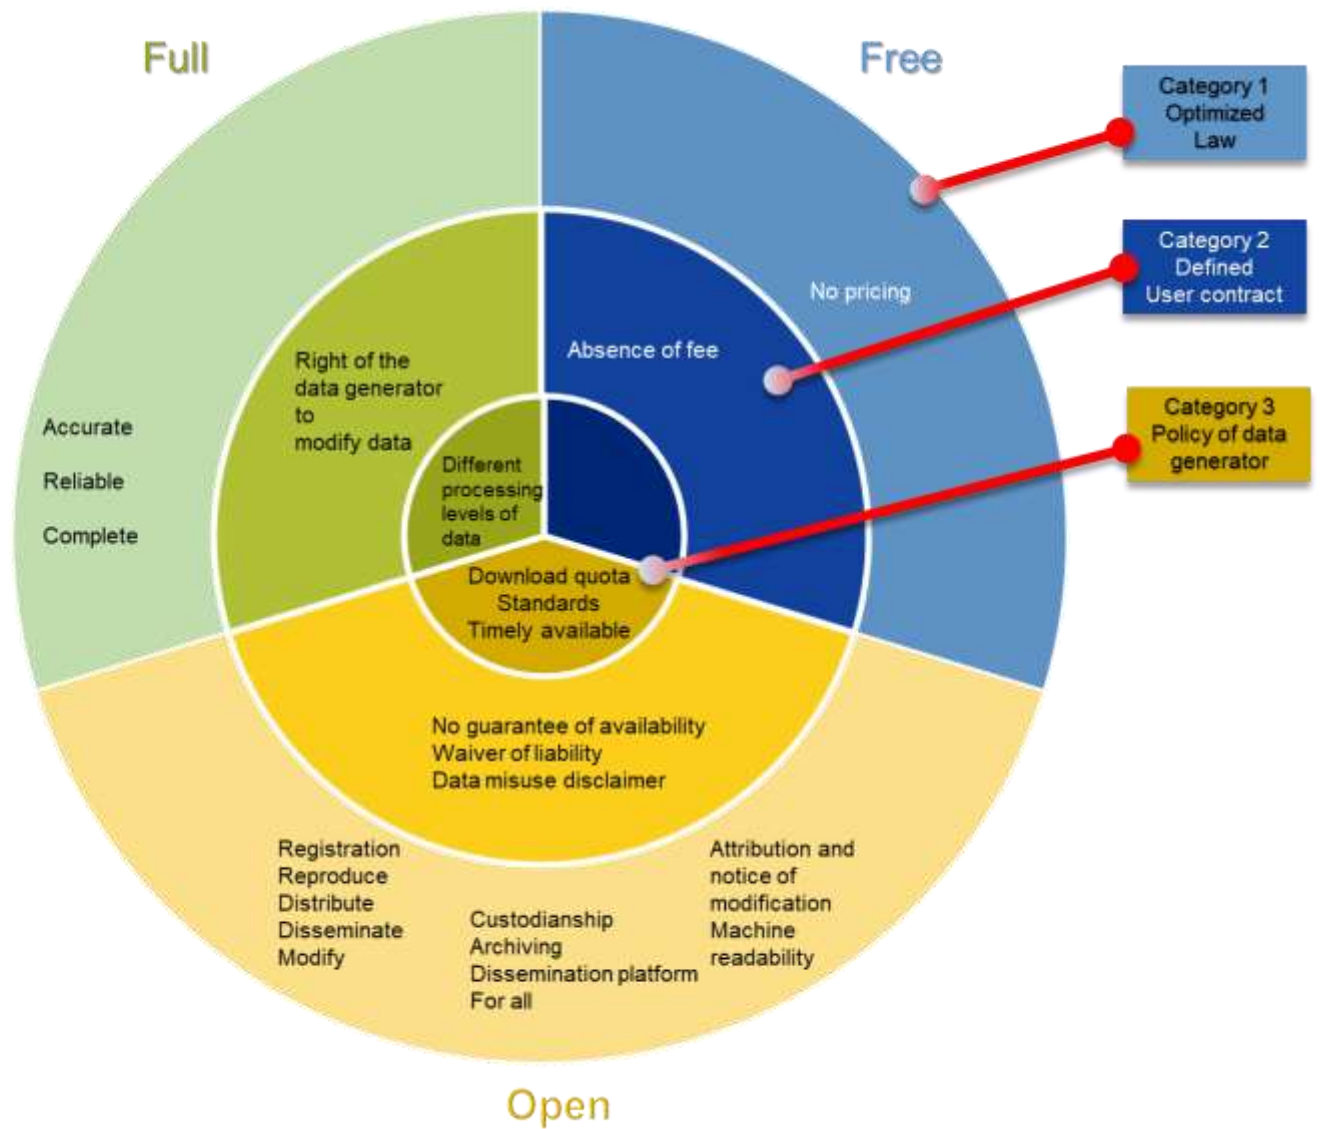 Full
Free
Category 1
Optimized
Law
Category 2
Defined
User contract
Category 3
Policy of data
generator
No pricing
Absence of fee
Right of the
data generator
to
modify data
Accurate
Reliable
Complete
Different
processing
levels of
data
Download quota
Standards
Timely available
No guarantee of availability
Waiver of liability
Data misuse disclaimer
Registration
Reproduce
Distribute
Disseminate
Modify
Custodianship
Archiving
Dissemination platform
For all
Attribution and
notice of
modification
Machine
readability
Open